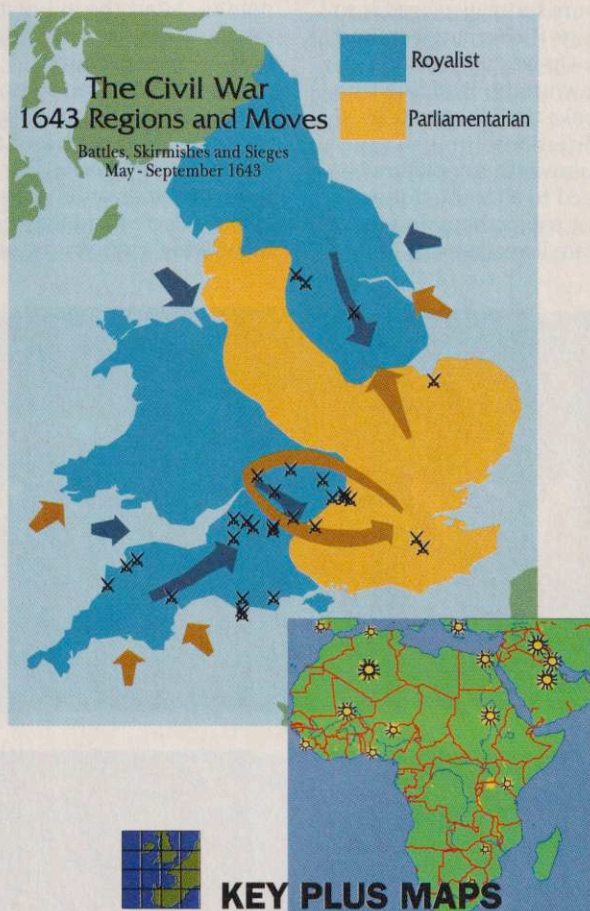 The Civil War
1643 Regions and Moves
Battles, Skirmishes and Sieges
May - September 1643
Royalist
Parliamentarian
KEY PLUS MAPS